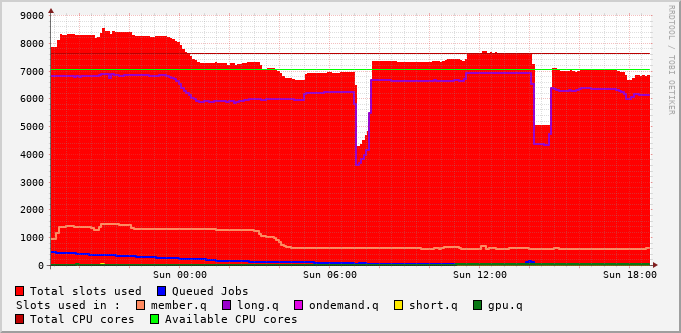 9000
8000
7000
6000
5000
4000
3000
2000
1000
0
Sun 00:00 Sun 06:00 Sun 12:00 Sun 18:00
RRDTOOL / TOBI OETIKER
Total slots used Queued Jobs
Slots used in : member.q long.q ondemand.q short.q gpu.q
Total CPU cores Available CPU cores